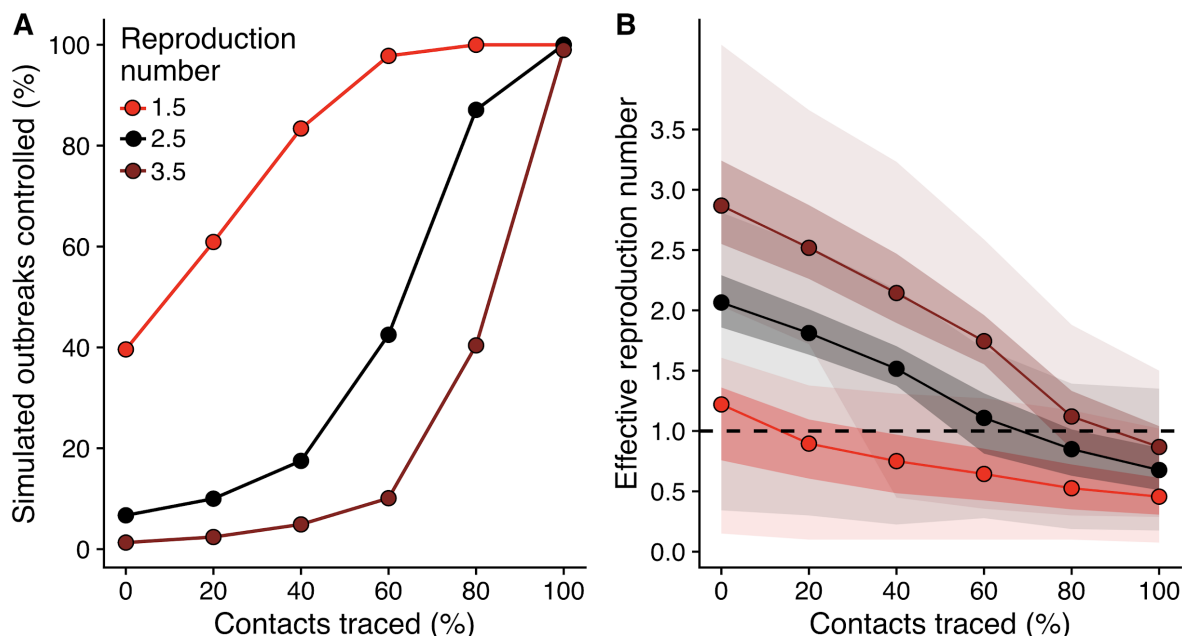 A
Simulated outbreaks controlled (%)
100
80
60
40
20
0
Reproduction
number
1.5
2.5
3.5
0 20 40 60 80 100
Contacts traced (%)
B
Effective reproduction number
3.5
3.0
2.5
2.0
1.5
1.0
0.5
0.0
0 20 40 60 80 100
Contacts traced (%)